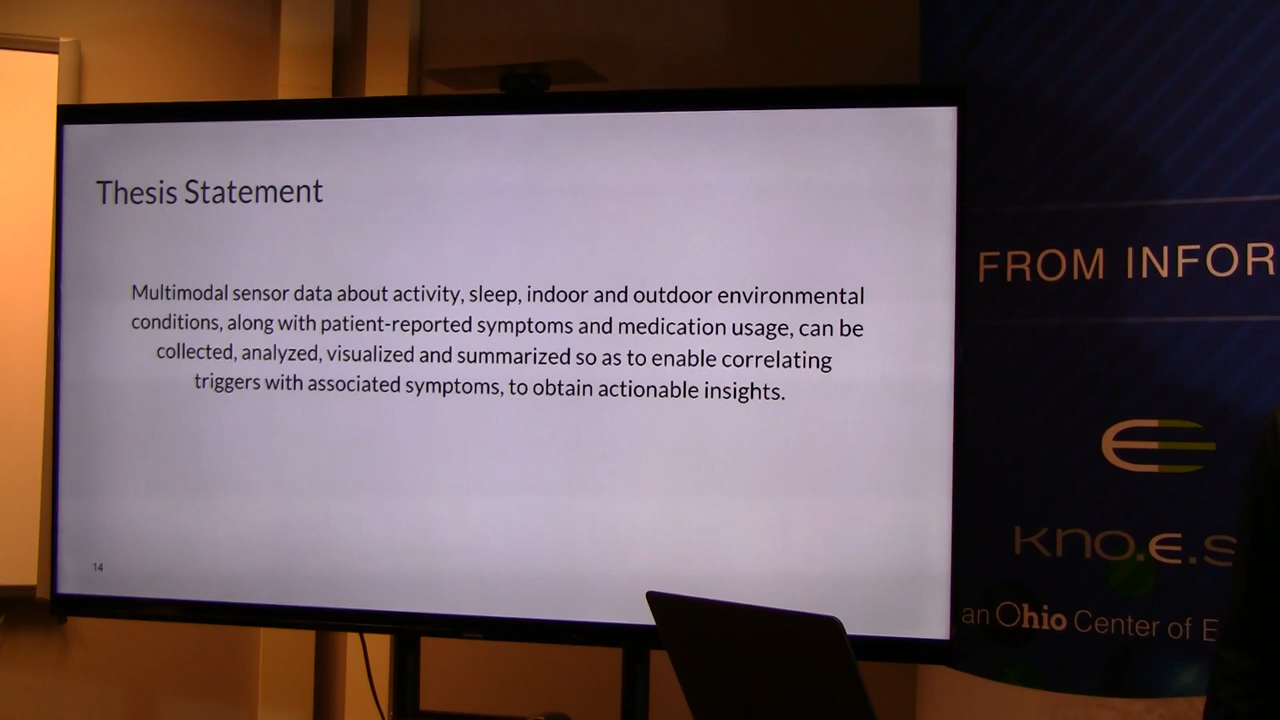 Thesis Statement
Multimodal sensor data about activity, sleep, indoor and outdoor environmental
conditions, along with patient-reported symptoms and medication usage, can be
collected, analyzed, visualized and summarized so as to enable correlating
triggers with associated symptoms, to obtain actionable insights.
14
FROM INFOR
kno.e.s
an Ohio Center of E